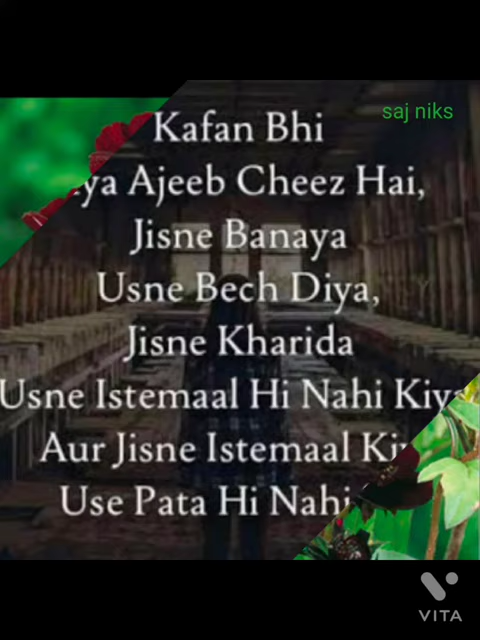 saj niks
Kafan Bhi
Ajeeb Cheez Hai,
Jisne Banaya
Usne Bech Diya,
Jisne Kharida
Usne Istemaal Hi Nahi
Aur Jisne Istemaal
Use Pata Hi Nahi
VITA